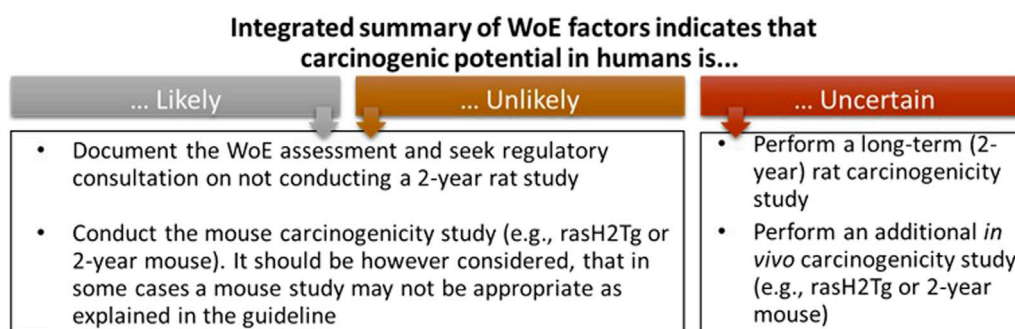 Integrated summary of WoE factors indicates that
carcinogenic potential in humans is...
... Likely
... Unlikely
... Uncertain
• Document the WoE assessment and seek regulatory
consultation on not conducting a 2-year rat study
• Conduct the mouse carcinogenicity study (e.g., rasH2Tg or
2-year mouse). It should be however considered, that in
some cases a mouse study may not be appropriate as
explained in the guideline
• Perform a long-term (2-
year) rat carcinogenicity
study
• Perform an additional in
vivo carcinogenicity study
(e.g., rasH2Tg or 2-year
mouse)